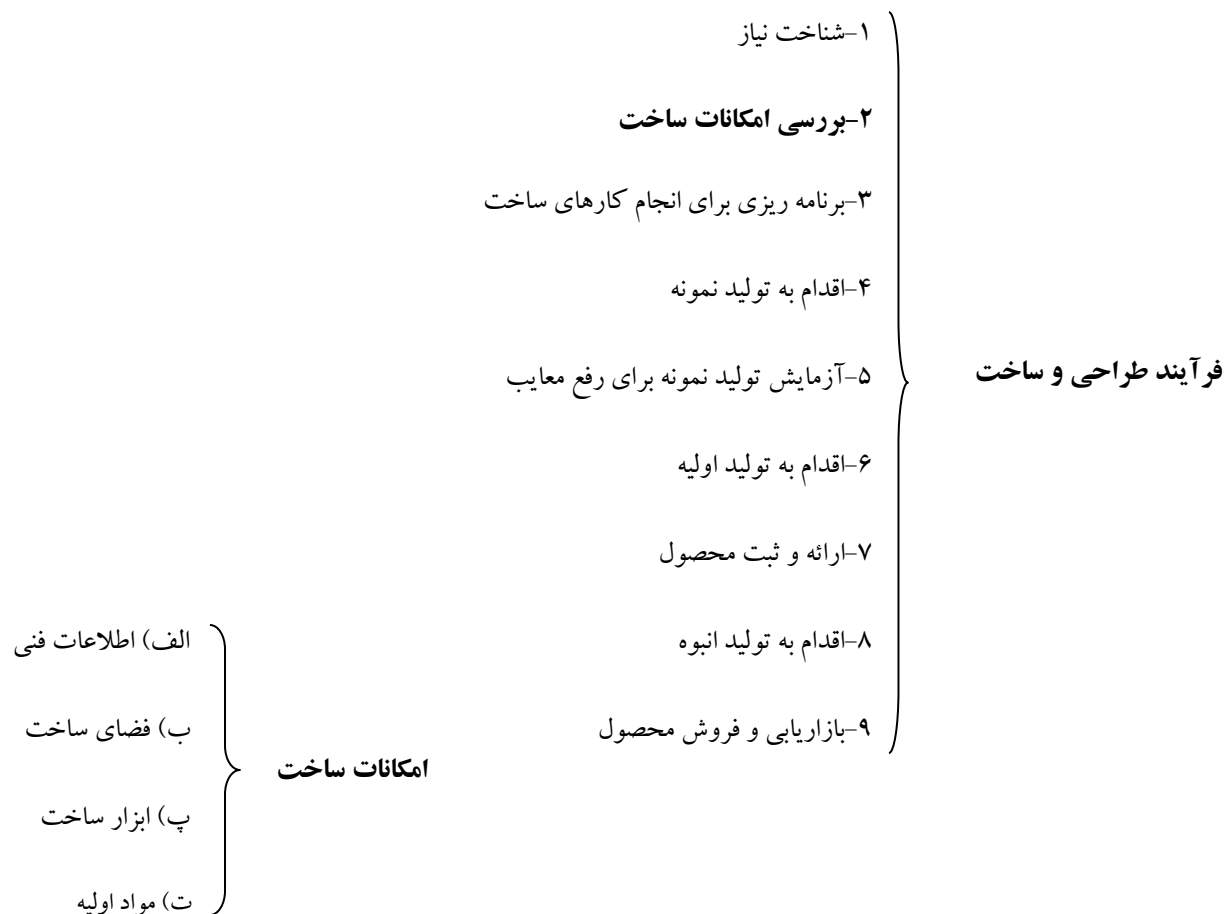 فرآیند طراحی و ساخت
۱-شناخت نیاز
۲-بررسی امکانات ساخت
۳-برنامه ریزی برای انجام کارهای ساخت
۴-اقدام به تولید نمونه
۵-آزمایش تولید نمونه برای رفع معایب
۶-اقدام به تولید اولیه
۷-ارائه و ثبت محصول
۸-اقدام به تولید انبوه
۹-بازاریابی و فروش محصول
امکانات ساخت
الف) اطلاعات فنی
ب) فضای ساخت
پ) ابزار ساخت
ت) مواد اولیه